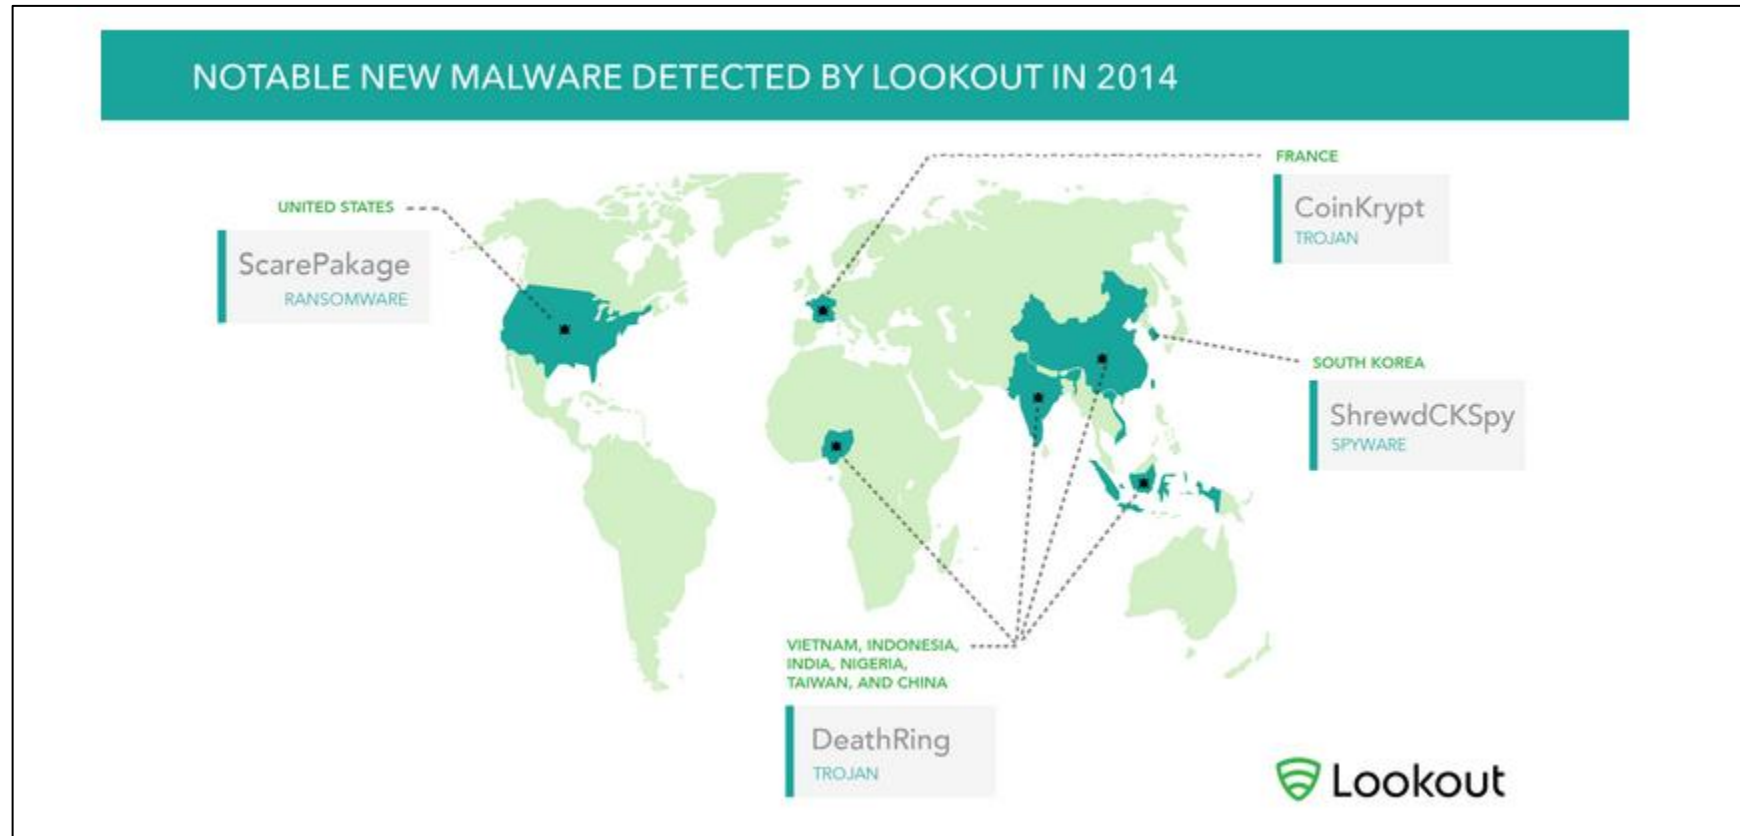 NOTABLE NEW MALWARE DETECTED BY LOOKOUT IN 2014
FRANCE
CoinKrypt
TROJAN
UNITED STATES
ScarePakage
RANSOMWARE
SOUTH KOREA
ShrewdCKSpy
SPYWARE
VIETNAM, INDONESIA,
INDIA, NIGERIA,
TAIWAN, AND CHINA
DeathRing
TROJAN
Lookout